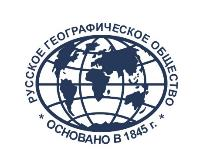 РУССКОЕ ГЕОГРАФИЧЕСКОЕ ОБЩЕСТВО
* ОСНОВАНО В 1845 г. *